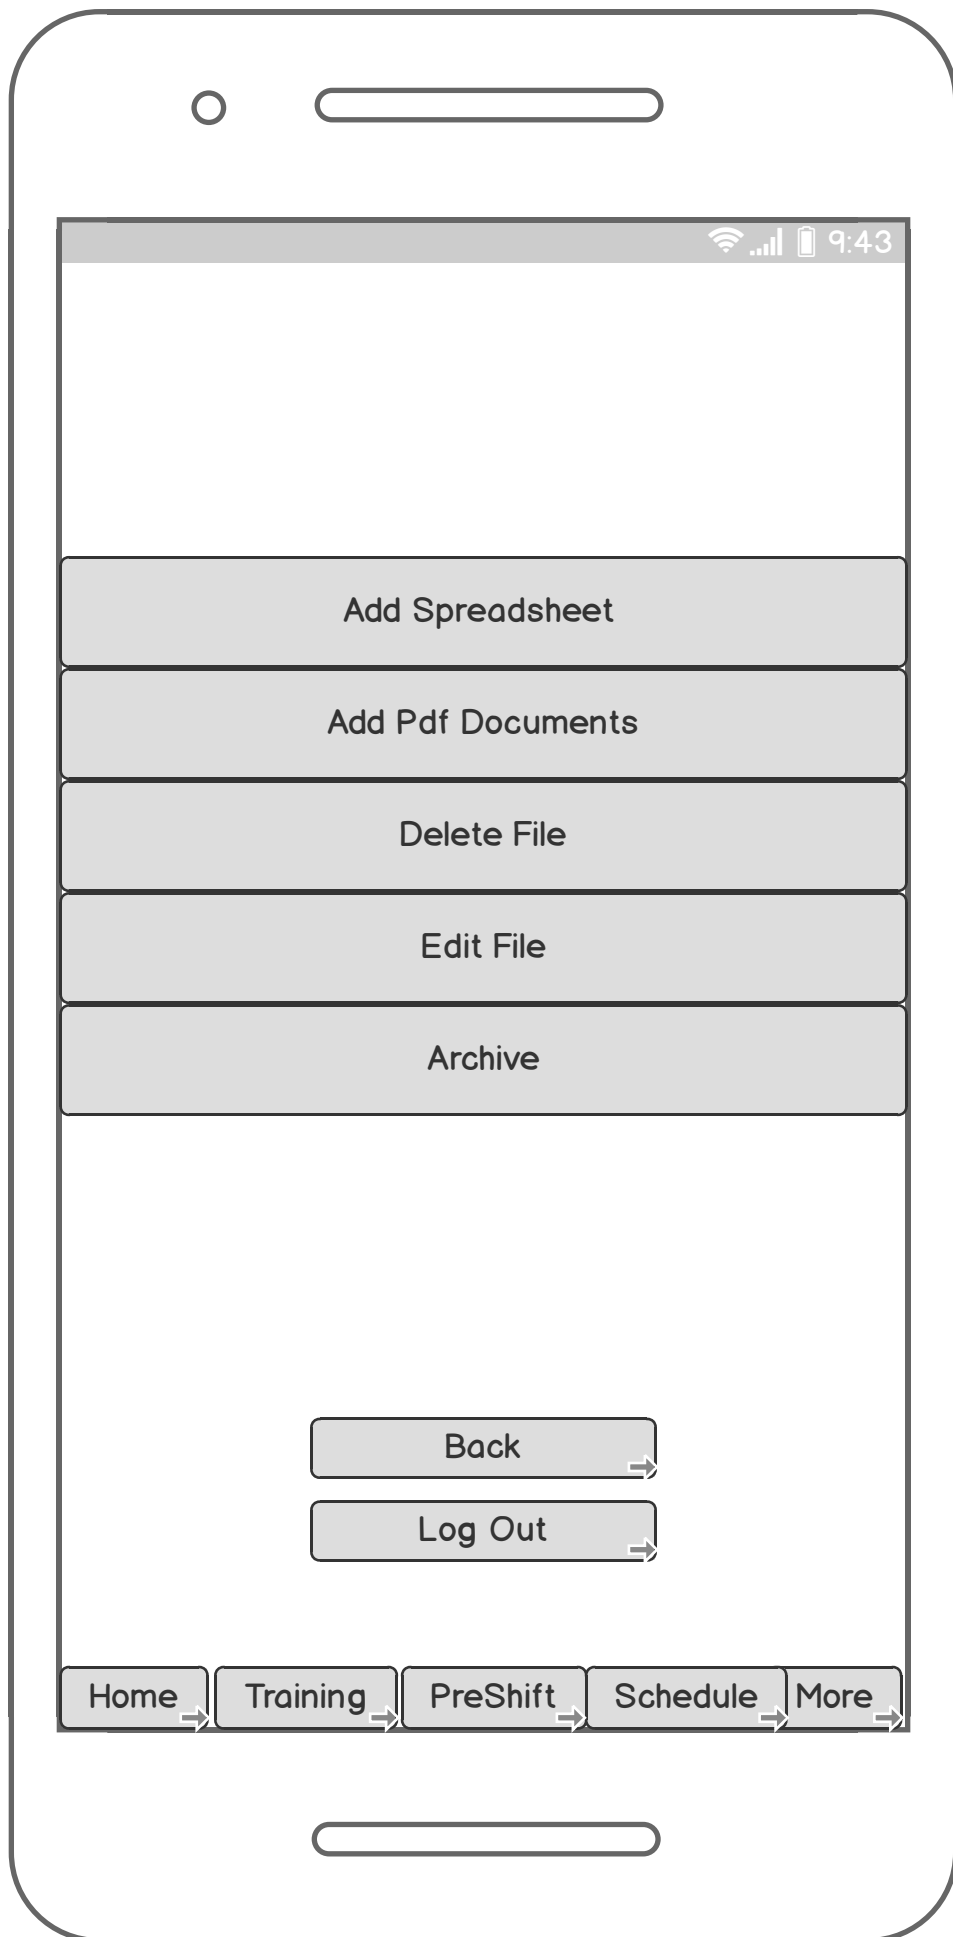 9:43
Add Spreadsheet
Add Pdf Documents
Delete File
Edit File
Archive
Back
Log Out
Home Training PreShift Schedule More